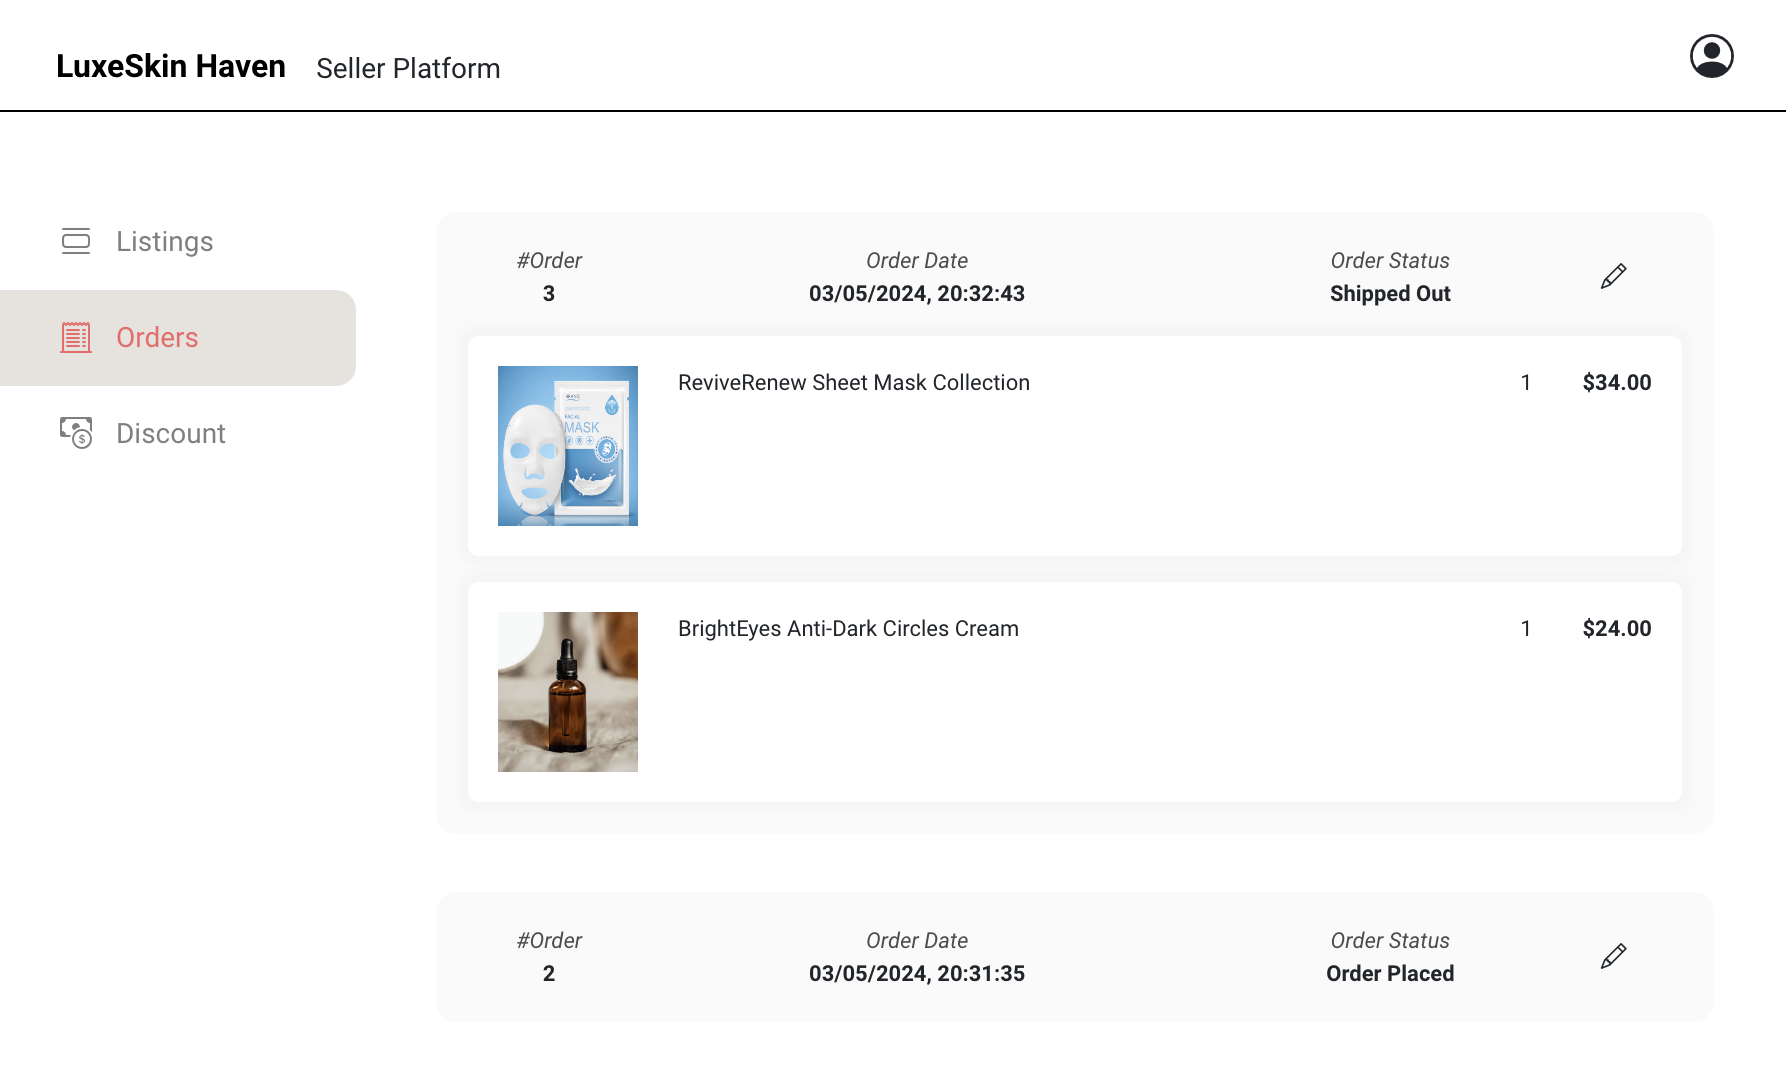 LuxeSkin Haven Seller Platform
Listings
Orders
Discount
#Order Order Date Order Status
3 03/05/2024, 20:32:43 Shipped Out
ReviveRenew Sheet Mask Collection 1 $34.00
BRAND
FACIAL
MASK
BrightEyes Anti-Dark Circles Cream 1 $24.00
#Order Order Date Order Status
2 03/05/2024, 20:31:35 Order Placed